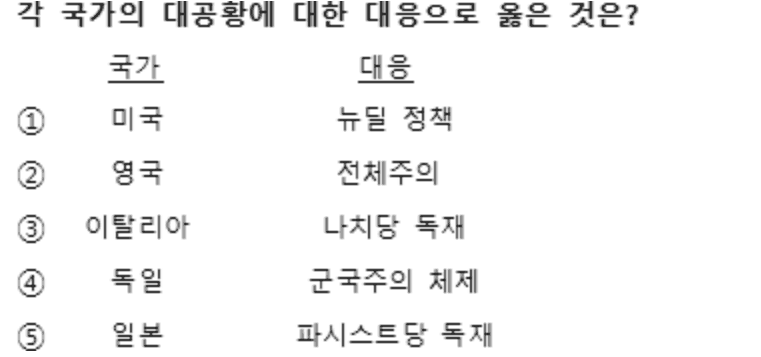 각 국가의 대공황에 대한 대응으로 옳은 것은?
국가 대응
① 미국 뉴딜 정책
② 영국 전체주의
③ 이탈리아 나치당 독재
④ 독일 군국주의 체제
⑤ 일본 파시스트당 독재